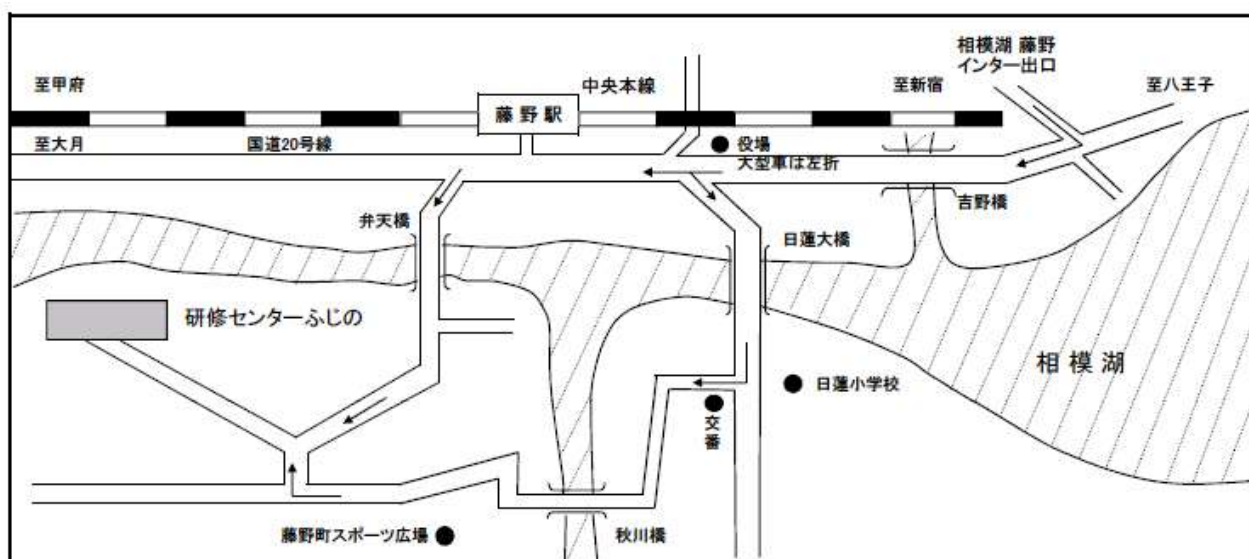 相模湖 藤野
インター出口
至甲府
中央本線
至新宿
至八王子
藤野駅
至大月
国道20号線
役場
大型車は左折
吉野橋
弁天橋
日蓮大橋
研修センターふじの
相模湖
日蓮小学校
交番
藤野町スポーツ広場
秋川橋